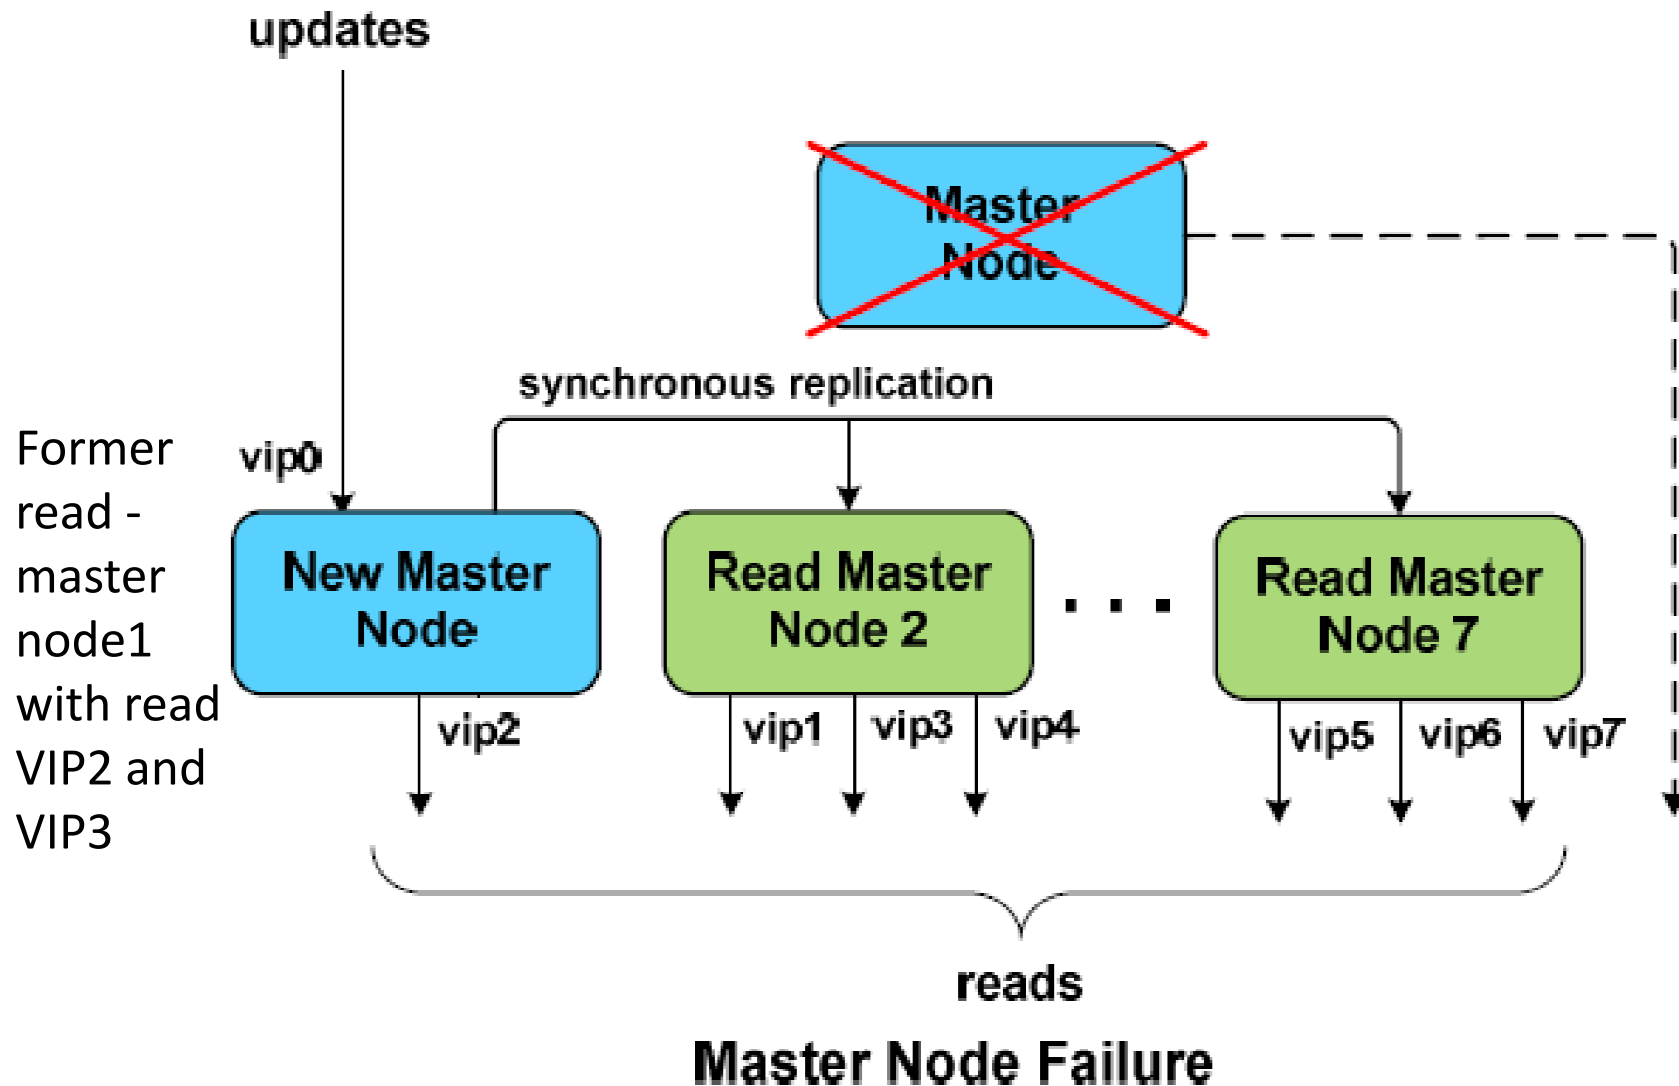 updates
Master
Node
synchronous replication
Former
read -
master
node1
with read
VIP2 and
VIP3
vip0
New Master
Node
Read Master
Node 2
. . .
Read Master
Node 7
vip2
vip1
vip3
vip4
vip5
vip6
vip7
reads
Master Node Failure